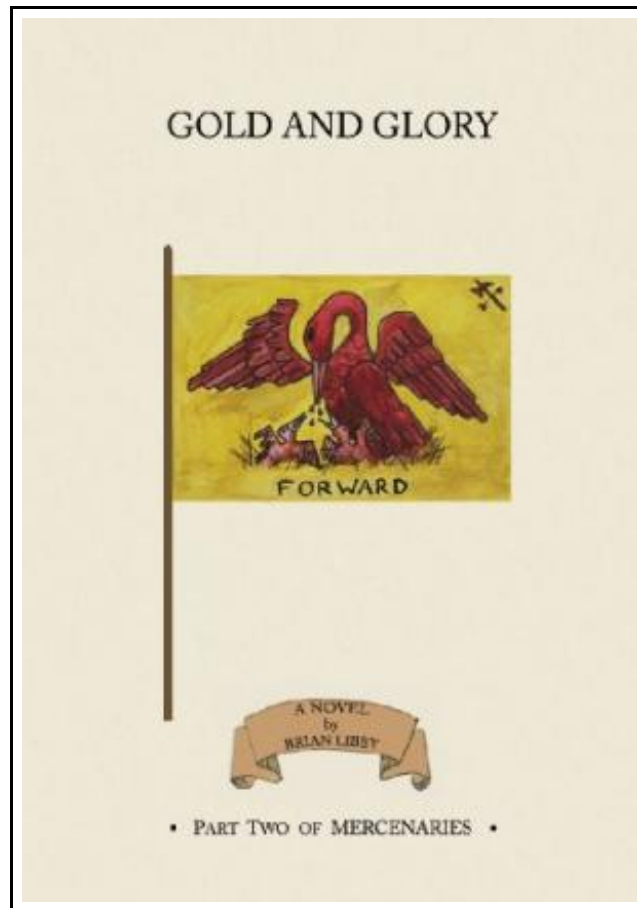 GOLD AND GLORY
FORWARD
A NOVEL
by
BRIAN LIBBY
• PART TWO OF MERCENARIES •